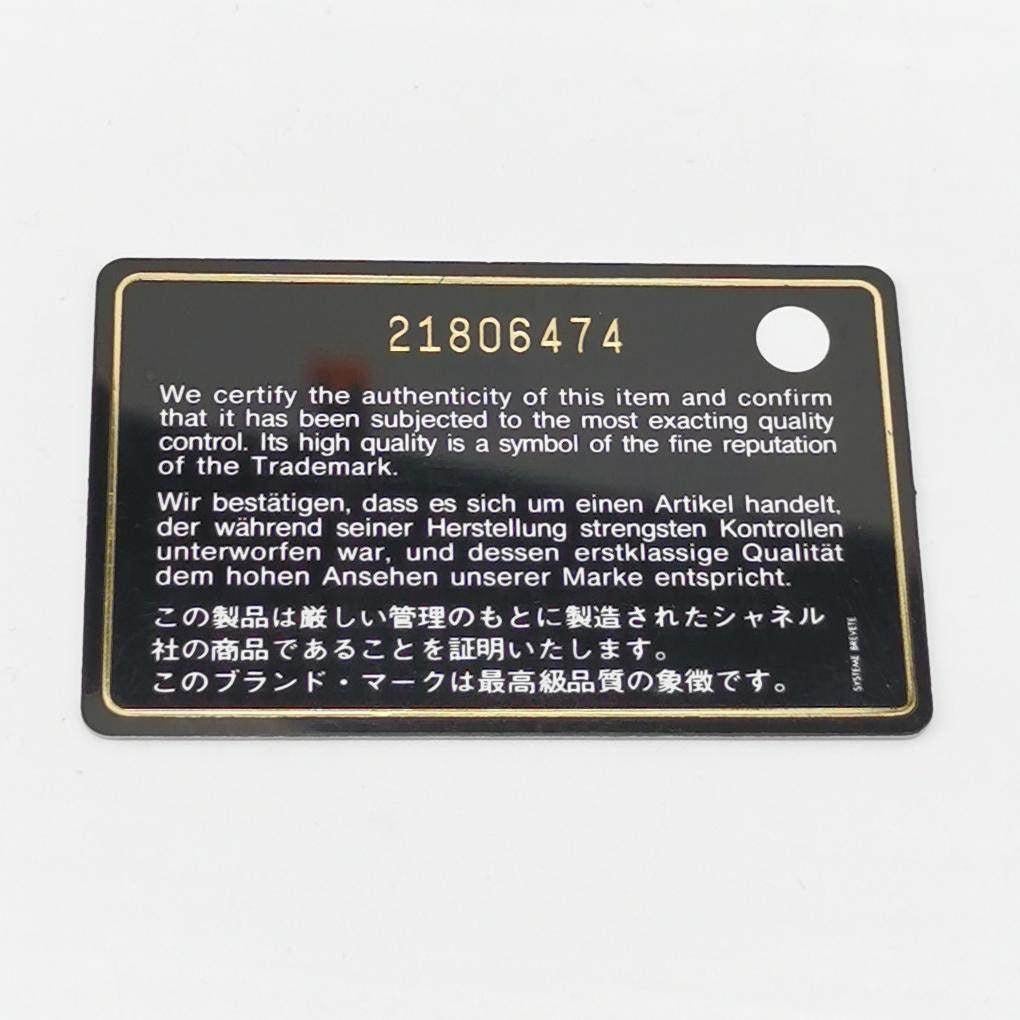 21806474
We certify the authenticity of this item and confirm
that it has been subjected to the most exacting quality
control. Its high quality is a symbol of the fine reputation
of the Trademark.
Wir bestätigen, dass es sich um einen Artikel handelt,
der während seiner Herstellung strengsten Kontrollen
unterworfen war, und dessen erstklassige Qualität
dem hohen Ansehen unserer Marke entspricht.
この製品は厳しい管理のもとに製造されたシャネル
社の商品であることを証明いたします。
このブランド・マークは最高級品質の象徴です。
SYSTEME BREVETE